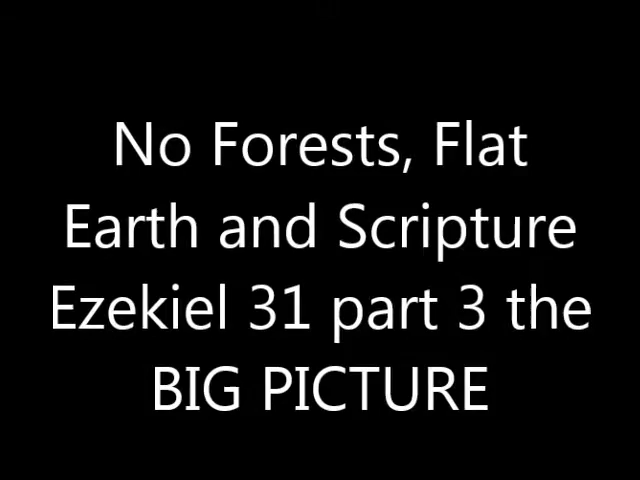 No Forests, Flat
Earth and Scripture
Ezekiel 31 part 3 the
BIG PICTURE